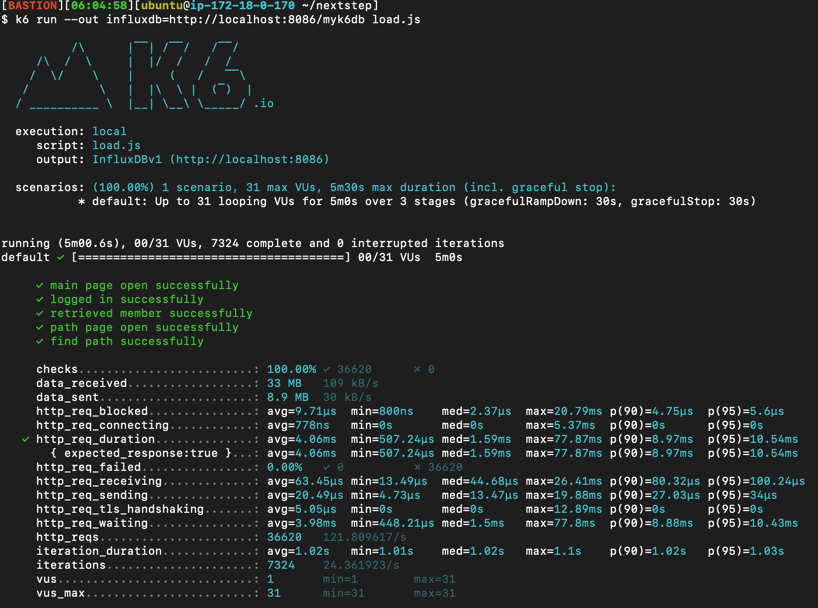 [BASTION][06:04:58][ubuntu@ip-172-18-0-170 ~/nextstep]
$ k6 run --out influxdb=http://localhost:8086/myk6db load.js
          /\      |‾‾| /‾‾/   /‾‾/
     /\  /  \     |  |/  /   /  /
    /  \/    \    |     (   /   ‾‾\
   /          \   |  |\  \ |  (‾)  |
  / __________ \  |__| \__\ \_____/ .io
  execution: local
     script: load.js
     output: InfluxDBv1 (http://localhost:8086)
  scenarios: (100.00%) 1 scenario, 31 max VUs, 5m30s max duration (incl. graceful stop):
           * default: Up to 31 looping VUs for 5m0s over 3 stages (gracefulRampDown: 30s, gracefulStop: 30s)
running (5m00.6s), 00/31 VUs, 7324 complete and 0 interrupted iterations
default ✓ [======================================] 00/31 VUs  5m0s
     ✓ main page open successfully
     ✓ logged in successfully
     ✓ retrieved member successfully
     ✓ path page open successfully
     ✓ find path successfully
     checks.........................: 100.00% ✓ 36620      ✗ 0
     data_received..................: 33 MB   109 kB/s
     data_sent......................: 8.9 MB  30 kB/s
     http_req_blocked...............: avg=9.71µs  min=800ns    med=2.37µs  max=20.79ms p(90)=4.75µs  p(95)=5.6µs
     http_req_connecting............: avg=778ns   min=0s       med=0s      max=5.37ms  p(90)=0s      p(95)=0s
   ✓ http_req_duration..............: avg=4.06ms  min=507.24µs med=1.59ms  max=77.87ms p(90)=8.97ms  p(95)=10.54ms
       { expected_response:true }...: avg=4.06ms  min=507.24µs med=1.59ms  max=77.87ms p(90)=8.97ms  p(95)=10.54ms
     http_req_failed................: 0.00%   ✓ 0          ✗ 36620
     http_req_receiving.............: avg=63.45µs min=13.49µs  med=44.68µs max=26.41ms p(90)=80.32µs p(95)=100.24µs
     http_req_sending...............: avg=20.49µs min=4.73µs   med=13.47µs max=19.88ms p(90)=27.03µs p(95)=34µs
     http_req_tls_handshaking.......: avg=5.05µs  min=0s       med=0s      max=12.89ms p(90)=0s      p(95)=0s
     http_req_waiting...............: avg=3.98ms  min=448.21µs med=1.5ms   max=77.8ms  p(90)=8.88ms  p(95)=10.43ms
     http_reqs......................: 36620   121.809617/s
     iteration_duration.............: avg=1.02s   min=1.01s    med=1.02s   max=1.1s    p(90)=1.02s   p(95)=1.03s
     iterations.....................: 7324    24.361923/s
     vus............................: 1       min=1        max=31
     vus_max........................: 31      min=31       max=31